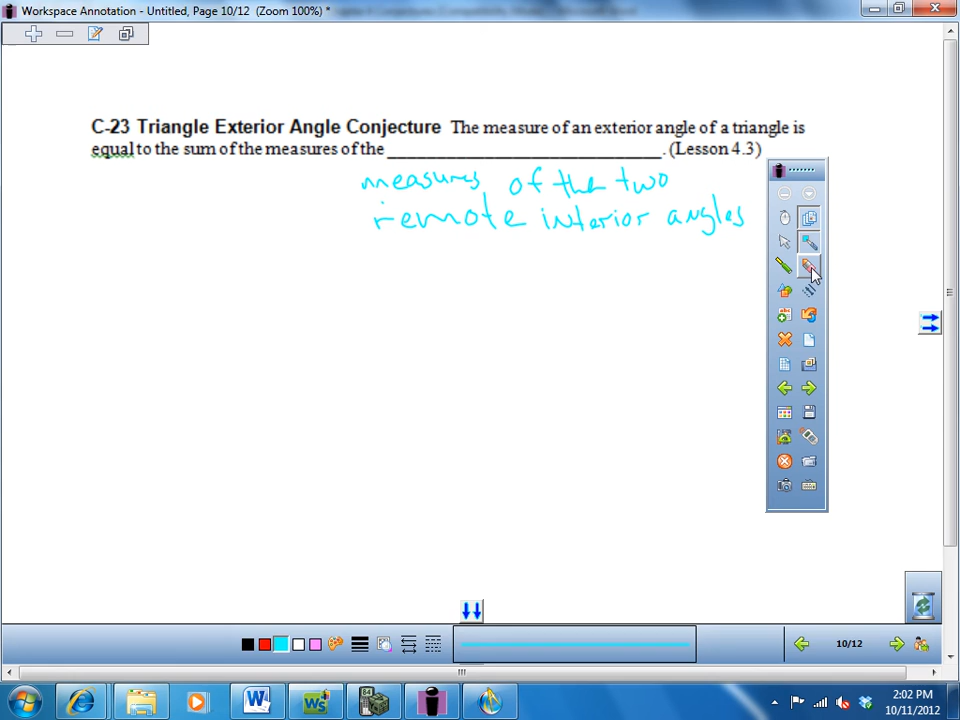 Workspace Annotation - Untitled, Page 10/12 (Zoom 100%) *
C-23 Triangle Exterior Angle Conjecture The measure of an exterior angle of a triangle is
equal to the sum of the measures of the ______________________________. (Lesson 4.3)
measures of the two
remote interior angles
10/12
2:02 PM
10/11/2012